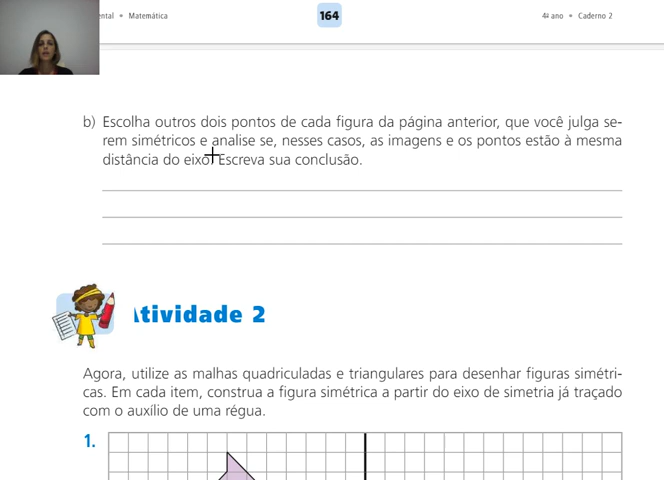 ental • Matemática
164
4º ano • Caderno 2
b) Escolha outros dois pontos de cada figura da página anterior, que você julga se-
rem simétricos e analise se, nesses casos, as imagens e os pontos estão à mesma
distância do eixo. Escreva sua conclusão.
tividade 2
Agora, utilize as malhas quadriculadas e triangulares para desenhar figuras simétri-
cas. Em cada item, construa a figura simétrica a partir do eixo de simetria já traçado
com o auxílio de uma régua.
1.